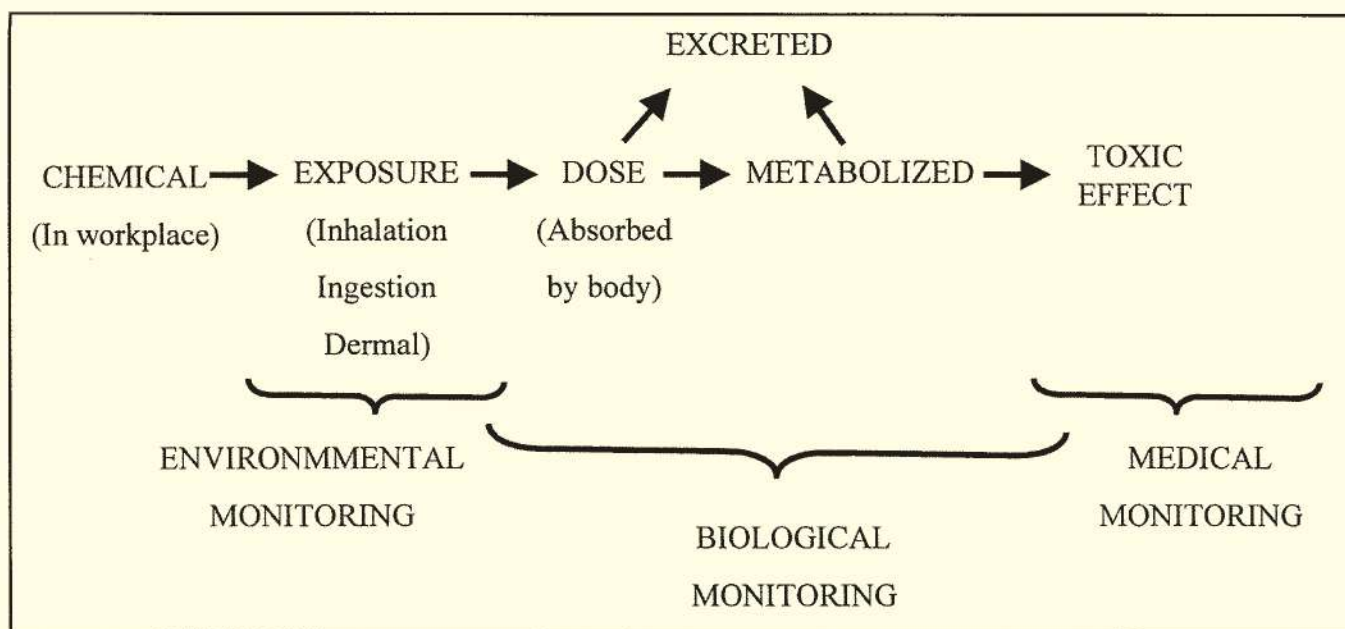 EXCRETED
CHEMICAL
(In workplace)
EXPOSURE
(Inhalation
Ingestion
Dermal)
DOSE
(Absorbed
by body)
METABOLIZED
TOXIC
EFFECT
ENVIRONMMENTAL
MONITORING
BIOLOGICAL
MONITORING
MEDICAL
MONITORING